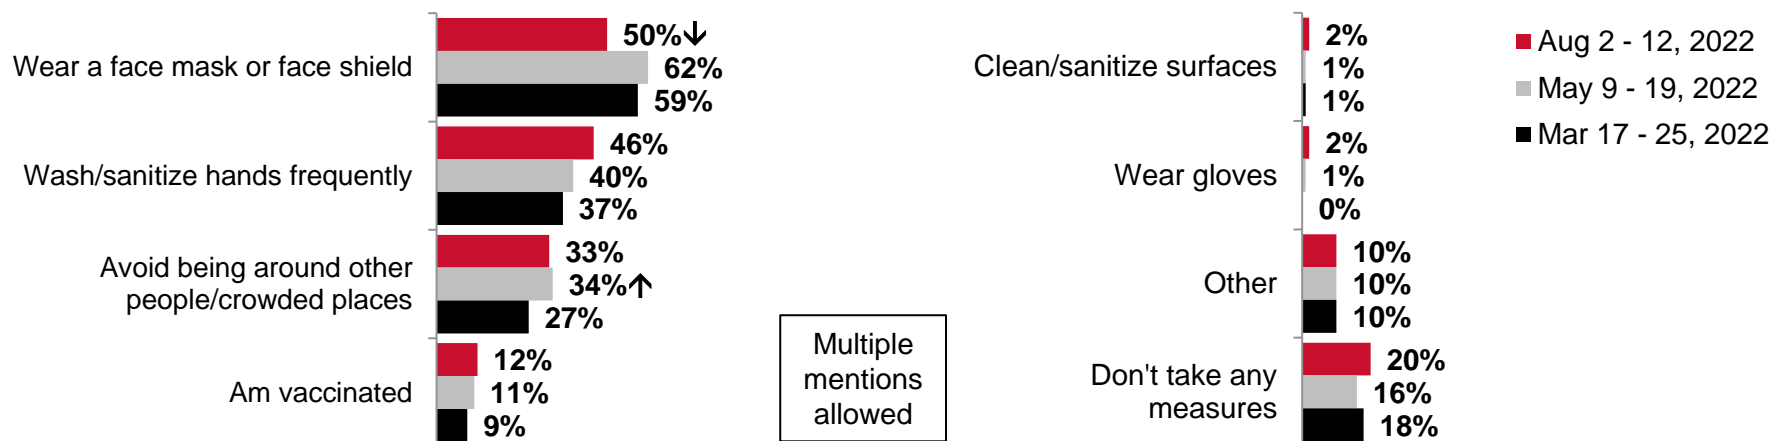 Wear a face mask or face shield
50%↓
62%
59%
Wash/sanitize hands frequently
46%
40%
37%
Avoid being around other
people/crowded places
33%
34%↑
27%
Am vaccinated
12%
11%
9%
Multiple
mentions
allowed
Clean/sanitize surfaces
2%
1%
1%
Wear gloves
2%
1%
0%
Other
10%
10%
10%
Don't take any
measures
20%
16%
18%
Aug 2 - 12, 2022
May 9 - 19, 2022
Mar 17 - 25, 2022